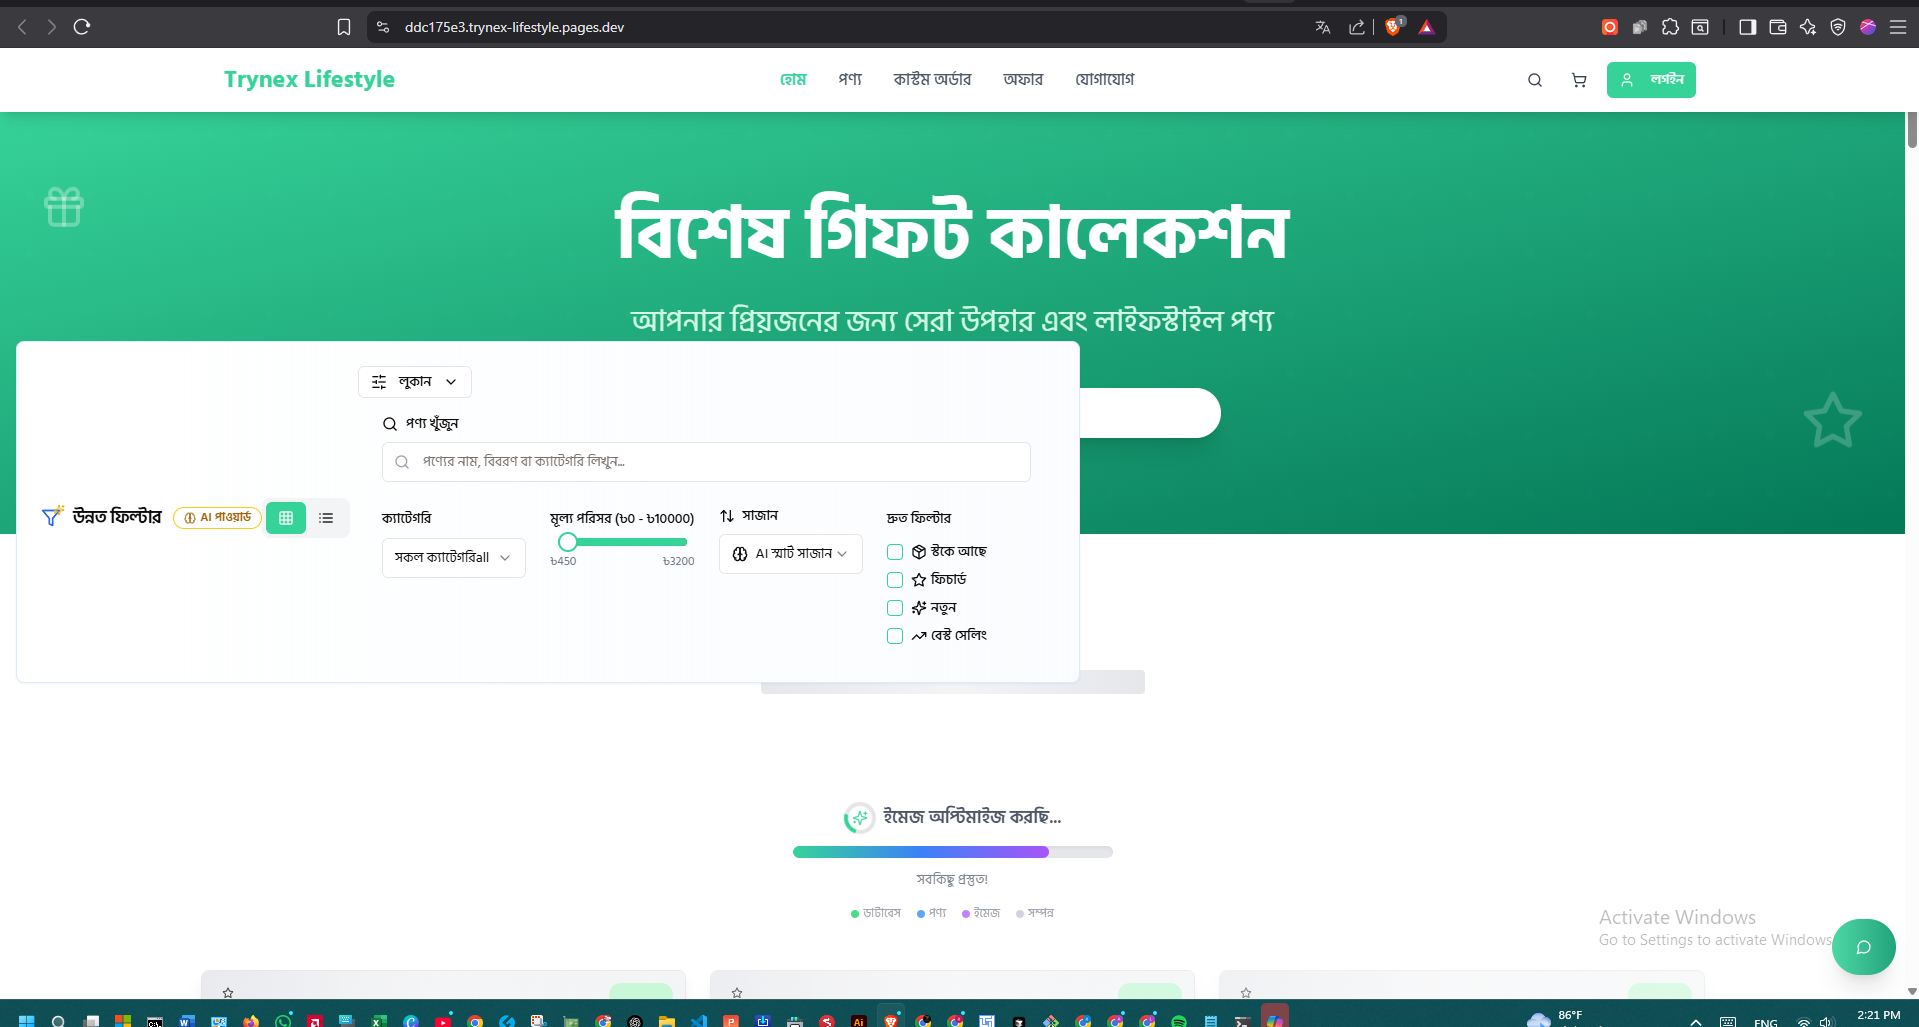 ddc175e3.trynex-lifestyle.pages.dev
1
Trynex Lifestyle
হোম
পণ্য
কাস্টম অর্ডার
অফার
যোগাযোগ
লগইন
বিশেষ গিফট কালেকশন
আপনার প্রিয়জনের জন্য সেরা উপহার এবং লাইফস্টাইল পণ্য
লুকান
পণ্য খুঁজুন
পণ্যের নাম, বিবরণ বা ক্যাটেগরি লিখুন...
উন্নত ফিল্টার
AI পাওয়ার্ড
ক্যাটেগরি
সকল ক্যাটেগরিall
মূল্য পরিসর (৳0 - ৳10000)
৳450
৳3200
সাজান
AI স্মার্ট সাজান
দ্রুত ফিল্টার
স্টকে আছে
ফিচার্ড
নতুন
বেস্ট সেলিং
ইমেজ অপ্টিমাইজ করছি...
সবকিছু প্রস্তুত!
ডাটাবেস
পণ্য
ইমেজ
সম্পন্ন
Activate Windows
Go to Settings to activate Windows
86°F
ENG
2:21 PM